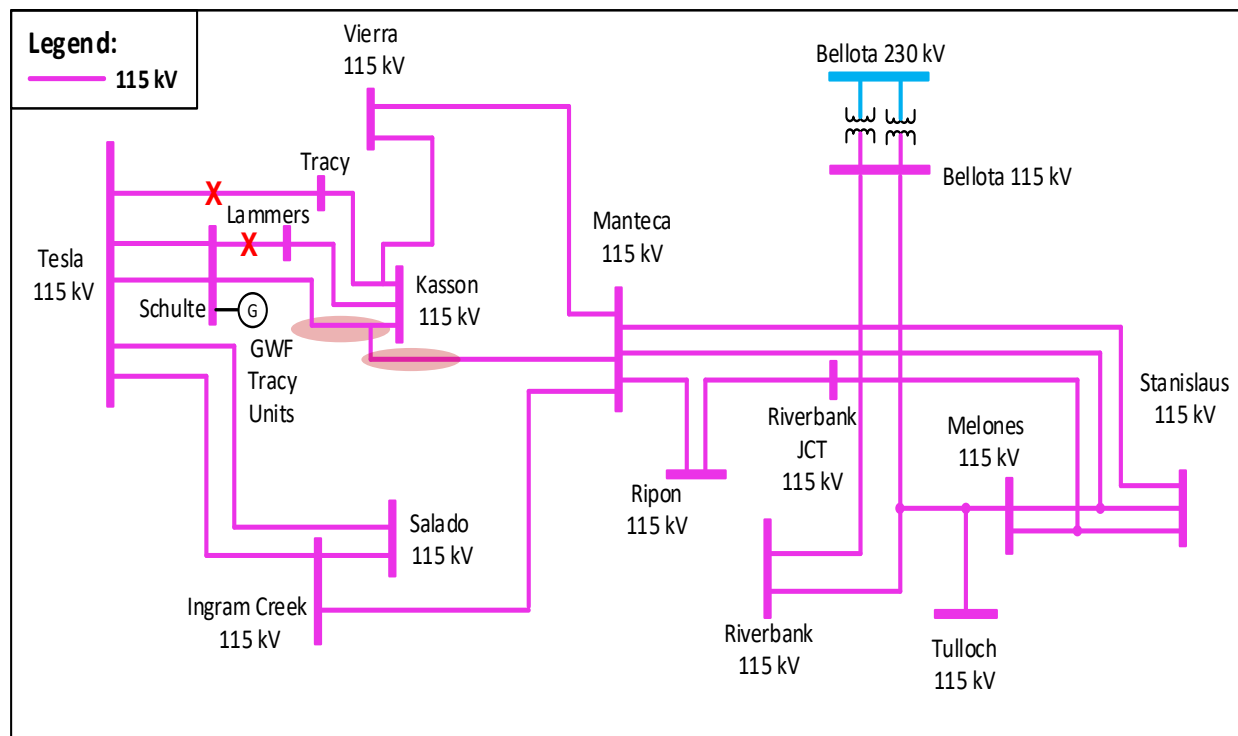 Legend:
115 kV
Vierra
115 kV
Bellota 230 kV
Tracy
X
Bellota 115 kV
Lammers
X
Manteca
115 kV
Tesla
115 kV
Kasson
115 kV
Schulte
G
GWF
Tracy
Units
Stanislaus
115 kV
Riverbank
JCT
115 kV
Melones
115 kV
Ripon
115 kV
Salado
115 kV
Ingram Creek
115 kV
Riverbank
115 kV
Tulloch
115 kV